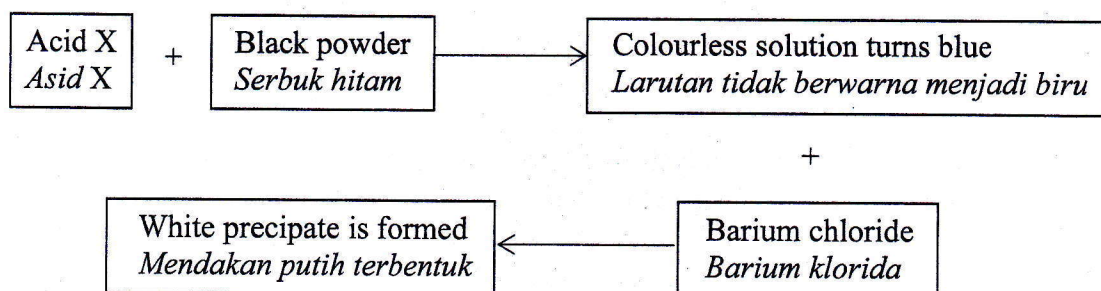 Acid X
Asid X
+
Black powder
Serbuk hitam
Colourless solution turns blue
Larutan tidak berwarna menjadi biru
+
Barium chloride
Barium klorida
White precipate is formed
Mendakan putih terbentuk